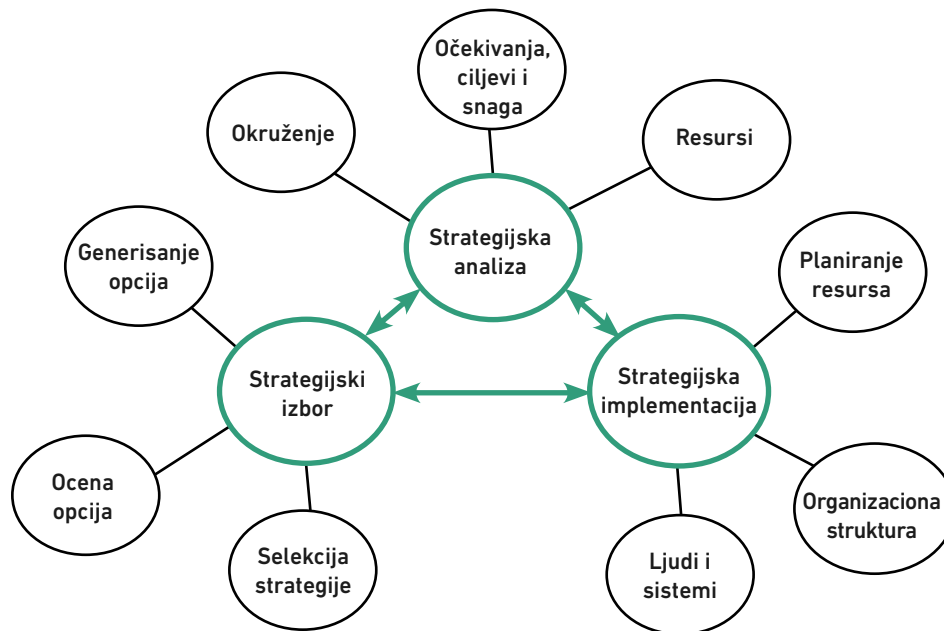 Očekivanja,
ciljevi i
snaga
Okruženje
Resursi
Strategijska
analiza
Generisanje
opcija
Planiranje
resursa
Strategijski
izbor
Strategijska
implementacija
Ocena
opcija
Organizaciona
struktura
Selekcija
strategije
Ljudi i
sistemi